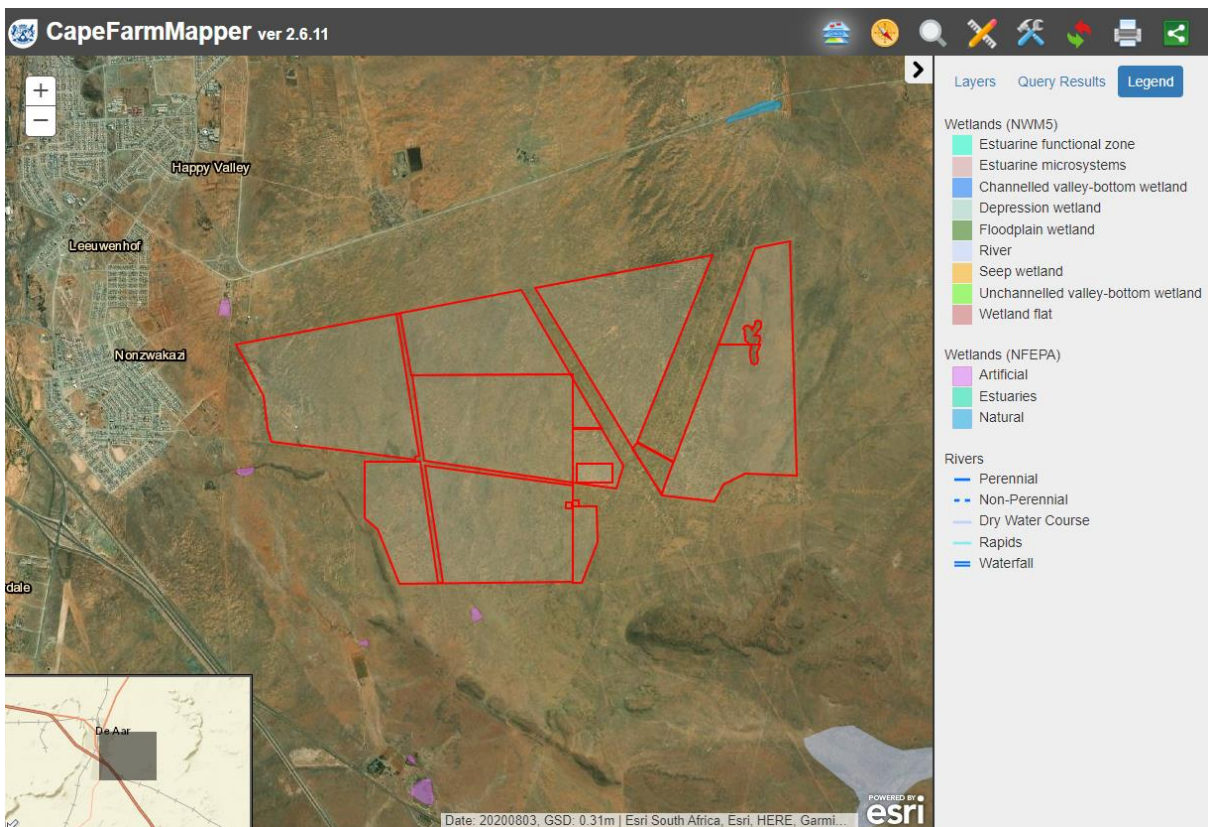 CapeFarmMapper ver 2.6.11
+
−
Happy Valley
Leeuwenhof
Nonzwakazi
dale
De Aar
Date: 20200803, GSD: 0.31m | Esri South Africa, Esri, HERE, Garmi...
POWERED BY
esri
Layers Query Results Legend
Wetlands (NWM5)
Estuarine functional zone
Estuarine microsystems
Channelled valley-bottom wetland
Depression wetland
Floodplain wetland
River
Seep wetland
Unchannelled valley-bottom wetland
Wetland flat
Wetlands (NFEPA)
Artificial
Estuaries
Natural
Rivers
Perennial
Non-Perennial
Dry Water Course
Rapids
Waterfall